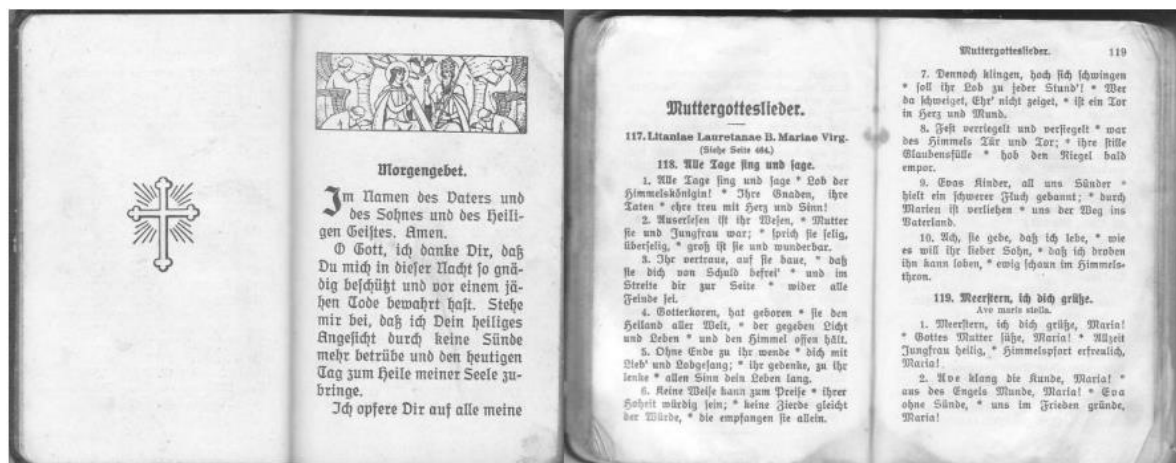 Morgengebet.
Im Namen des Vaters und
des Sohnes und des Heili-
gen Geistes. Amen.
O Gott, ich danke Dir, daß
Du mich in dieser Nacht so gnä-
dig beschützt und vor einem jä-
hen Tode bewahrt hast. Stehe
mir bei, daß ich Dein heiliges
Angesicht durch keine Sünde
mehr betrübe und den heutigen
Tag zum Heile meiner Seele zu-
bringe.
Ich opfere Dir auf alle meine
Muttergotteslieder.
117. Litaniae Lauretanae B. Mariae Virg.
(Siehe Seite 464.)
118. Alle Tage sing und sage.
1. Alle Tage sing und sage * Lob der
Himmelskönigin! * Ihre Gnaden, ihre
Taten * ehre treu mit Herz und Sinn!
2. Auserlesen ist ihr Wesen, * Mutter
sie und Jungfrau war; * sprich sie selig,
überselig, * groß ist sie und wunderbar.
3. Ihr vertraue, auf sie baue, * daß
sie dich von Schuld befrei' * und im
Streite dir zur Seite * wider alle
Feinde sei.
4. Gotterkoren, hat geboren * sie den
Heiland aller Welt, * der gegeben Licht
und Leben * und den Himmel offen hält.
5. Ohne Ende zu ihr wende * dich mit
Lieb' und Lobgesang; * ihr gedenke, zu ihr
lenke * allen Sinn dein Leben lang.
6. Keine Weise kann zum Preise * ihrer
Hoheit würdig sein; * keine Zierde gleicht
der Würde, * die empfangen sie allein.
Muttergotteslieder. 119
7. Dennoch klingen, hoch sich schwingen
* soll ihr Lob zu jeder Stund'! * Wer
da schweiget, Ehr' nicht zeiget, * ist ein Tor
in Herz und Mund.
8. Fest verriegelt und versiegelt * war
des Himmels Tür und Tor; * ihre stille
Glaubensfülle * hob den Riegel bald
empor.
9. Evas Kinder, all uns Sünder *
hielt ein schwerer Fluch gebannt; * durch
Marien ist verliehen * uns der Weg ins
Vaterland.
10. Ach, sie gebe, daß ich lebe, * wie
es will ihr lieber Sohn, * daß ich droben
ihn kann loben, * ewig schaun im Himmels-
thron.
119. Meerstern, ich dich grüße.
Ave maris stella.
1. Meerstern, ich dich grüße, Maria!
* Gottes Mutter süße, Maria! * Allzeit
Jungfrau heilig, * Himmelspfort erfreulich,
Maria!
2. Ave klang die Kunde, Maria! *
aus des Engels Munde, Maria! * Eva
ohne Sünde, * uns im Frieden gründe,
Maria!